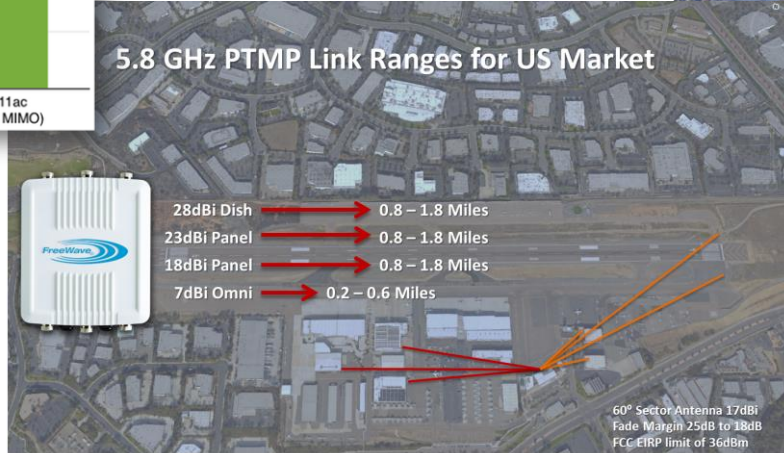 11ac
MIMO)
5.8 GHz PTMP Link Ranges for US Market
28dBi Dish 0.8 – 1.8 Miles
23dBi Panel 0.8 – 1.8 Miles
18dBi Panel 0.8 – 1.8 Miles
7dBi Omni 0.2 – 0.6 Miles
FreeWave
60° Sector Antenna 17dBi
Fade Margin 25dB to 18dB
FCC EIRP limit of 36dBm